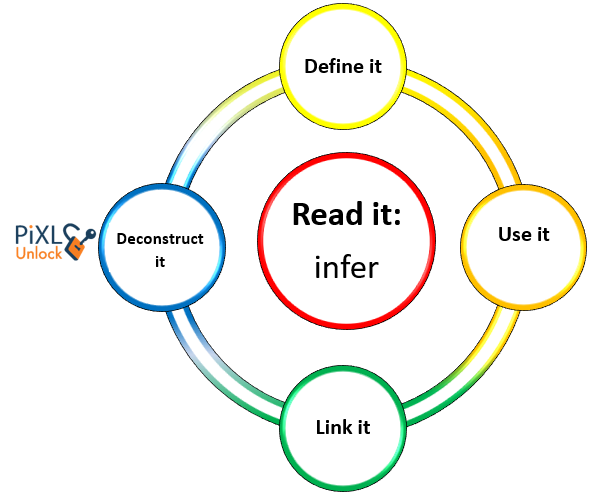 Define it
Read it:
infer
Use it
Link it
Deconstruct
it
PiXL
Unlock